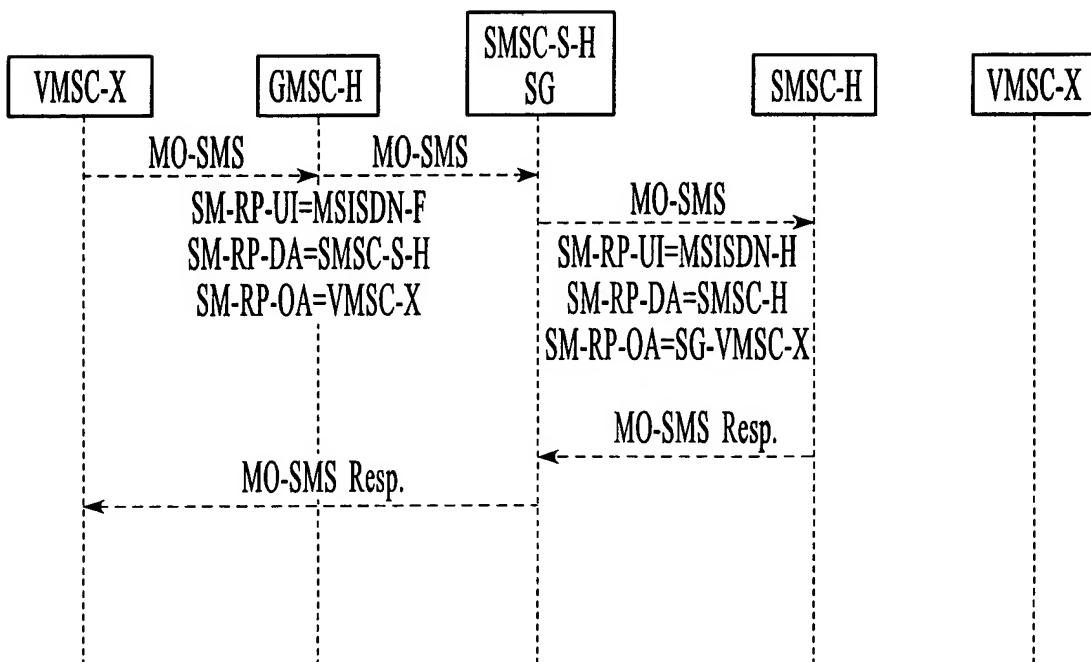 VMSC-X
GMSC-H
SMSC-S-H
SG
SMSC-H
VMSC-X
MO-SMS
MO-SMS
SM-RP-UI=MSISDN-F
SM-RP-DA=SMSC-S-H
SM-RP-OA=VMSC-X
MO-SMS
SM-RP-UI=MSISDN-H
SM-RP-DA=SMSC-H
SM-RP-OA=SG-VMSC-X
MO-SMS Resp.
MO-SMS Resp.